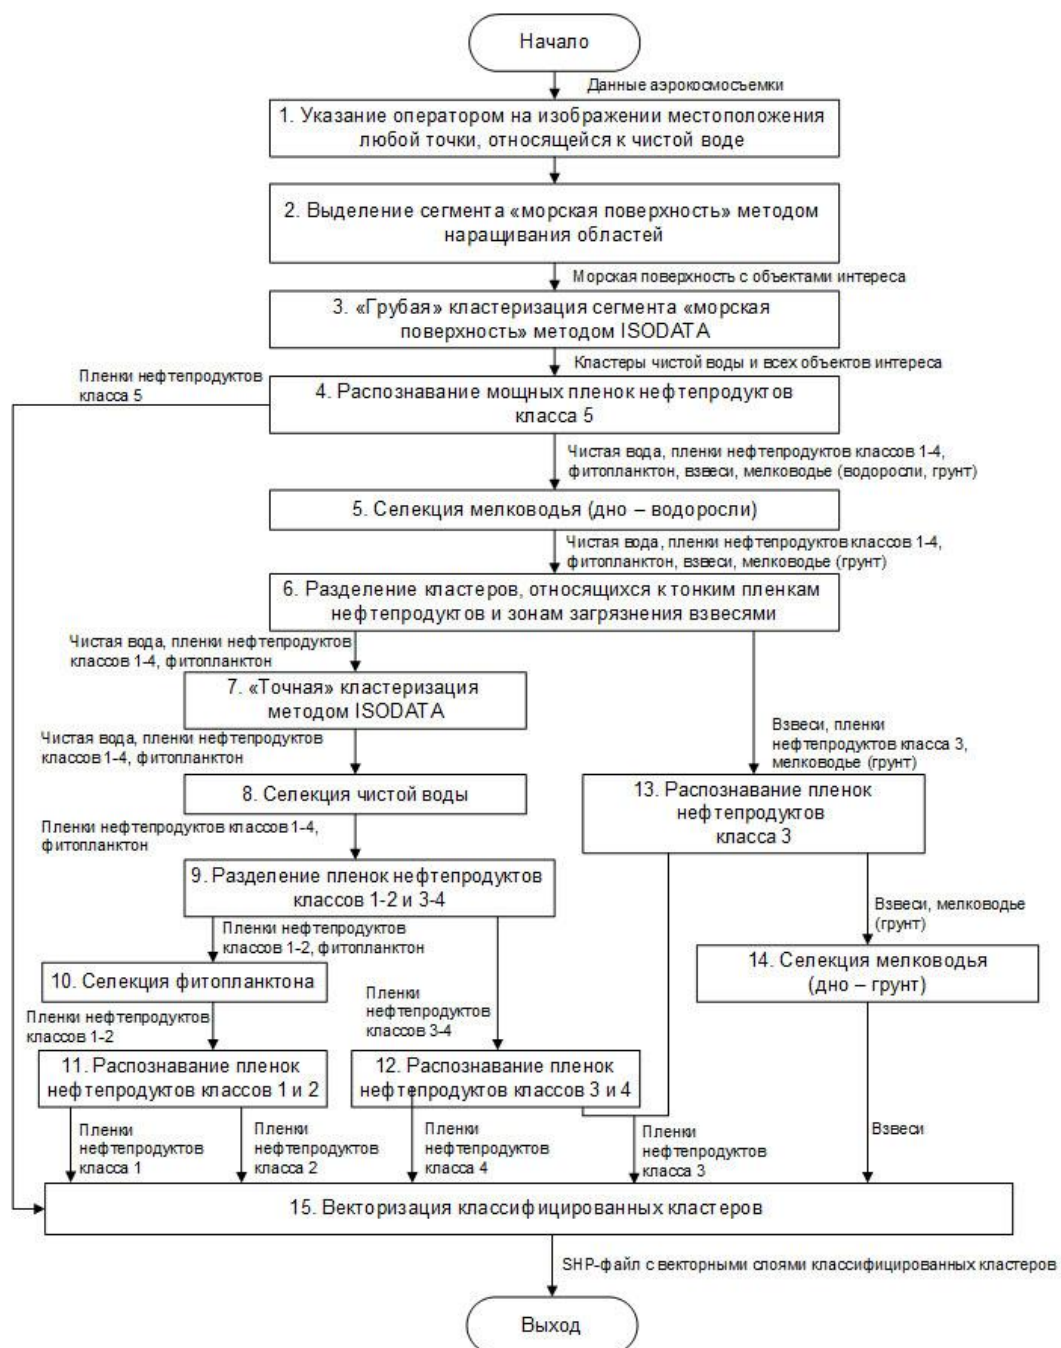 Начало
Данные аэрокосмосъемки
1. Указание оператором на изображении местоположения
любой точки, относящейся к чистой воде
2. Выделение сегмента «морская поверхность» методом
наращивания областей
Морская поверхность с объектами интереса
3. «Грубая» кластеризация сегмента «морская
поверхность» методом ISODATA
Кластеры чистой воды и всех объектов интереса
Пленки нефтепродуктов
класса 5
4. Распознавание мощных пленок нефтепродуктов
класса 5
Чистая вода, пленки нефтепродуктов классов 1-4,
фитопланктон, взвеси, мелководье (водоросли, грунт)
5. Селекция мелководья (дно – водоросли)
Чистая вода, пленки нефтепродуктов классов 1-4,
фитопланктон, взвеси, мелководье (грунт)
6. Разделение кластеров, относящихся к тонким пленкам
нефтепродуктов и зонам загрязнения взвесями
Чистая вода, пленки нефтепродуктов
классов 1-4, фитопланктон
7. «Точная» кластеризация
методом ISODATA
Чистая вода, пленки нефтепродуктов
классов 1-4, фитопланктон
Взвеси, пленки
нефтепродуктов класса 3,
мелководье (грунт)
8. Селекция чистой воды
13. Распознавание пленок
нефтепродуктов
класса 3
Пленки нефтепродуктов классов 1-4,
фитопланктон
9. Разделение пленок нефтепродуктов
классов 1-2 и 3-4
Взвеси, мелководье
(грунт)
Пленки нефтепродуктов
классов 1-2, фитопланктон
10. Селекция фитопланктона
14. Селекция мелководья
(дно – грунт)
Пленки нефтепродуктов
классов 1-2
Пленки
нефтепродуктов
классов 3-4
11. Распознавание пленок
нефтепродуктов классов 1 и 2
12. Распознавание пленок
нефтепродуктов классов 3 и 4
Пленки
нефтепродуктов
класса 1
Пленки
нефтепродуктов
класса 2
Пленки
нефтепродуктов
класса 4
Пленки
нефтепродуктов
класса 3
Взвеси
15. Векторизация классифицированных кластеров
SHP-файл с векторными слоями классифицированных кластеров
Выход